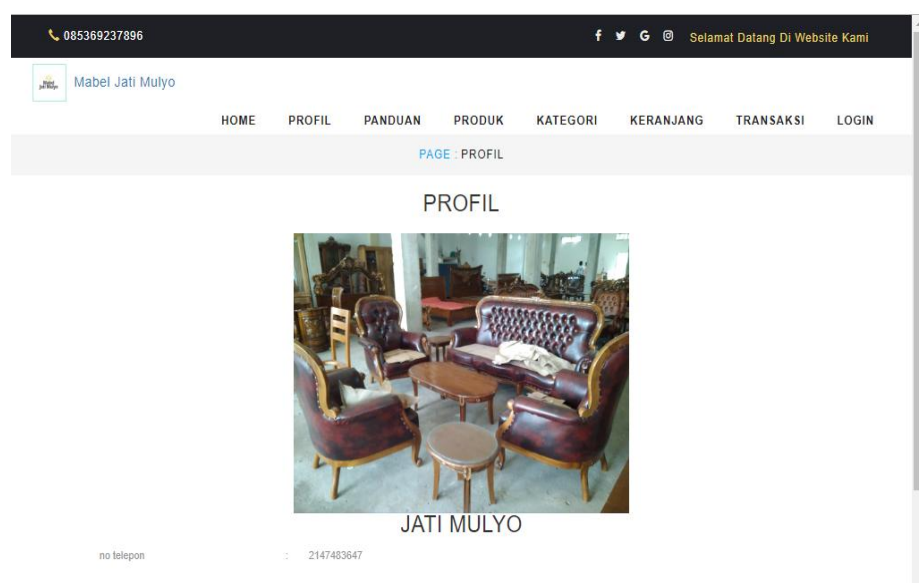 085369237896
Selamat Datang Di Website Kami
Mabel Jati Mulyo
HOME PROFIL PANDUAN PRODUK KATEGORI KERANJANG TRANSAKSI LOGIN
PAGE : PROFIL
PROFIL
JATI MULYO
no telepon : 2147483647